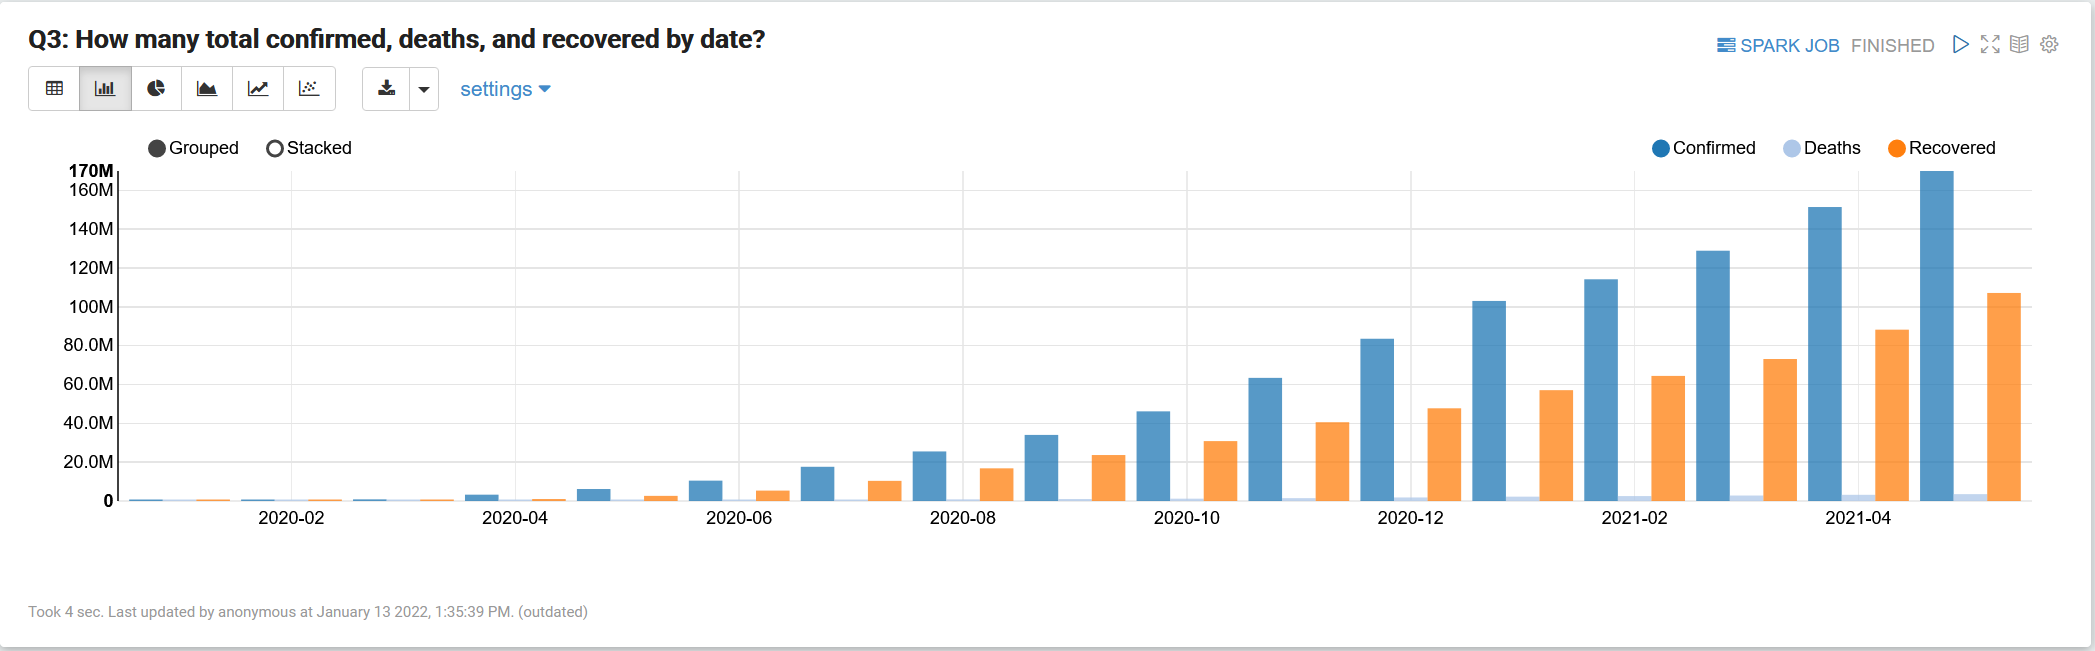 Q3: How many total confirmed, deaths, and recovered by date?
SPARK JOB FINISHED
settings
Grouped Stacked
Confirmed Deaths Recovered
170M
160M
140M
120M
100M
80.0M
60.0M
40.0M
20.0M
0
2020-02 2020-04 2020-06 2020-08 2020-10 2020-12 2021-02 2021-04
Took 4 sec. Last updated by anonymous at January 13 2022, 1:35:39 PM. (outdated)